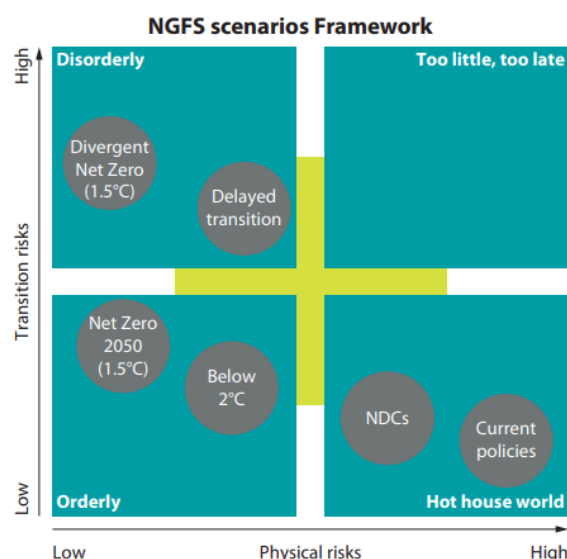 NGFS scenarios Framework
High
Transition risks
Low
Disorderly
Too little, too late
Divergent
Net Zero
(1.5°C)
Delayed
transition
Net Zero
2050
(1.5°C)
Below
2°C
NDCs
Current
policies
Orderly
Hot house world
Low
Physical risks
High